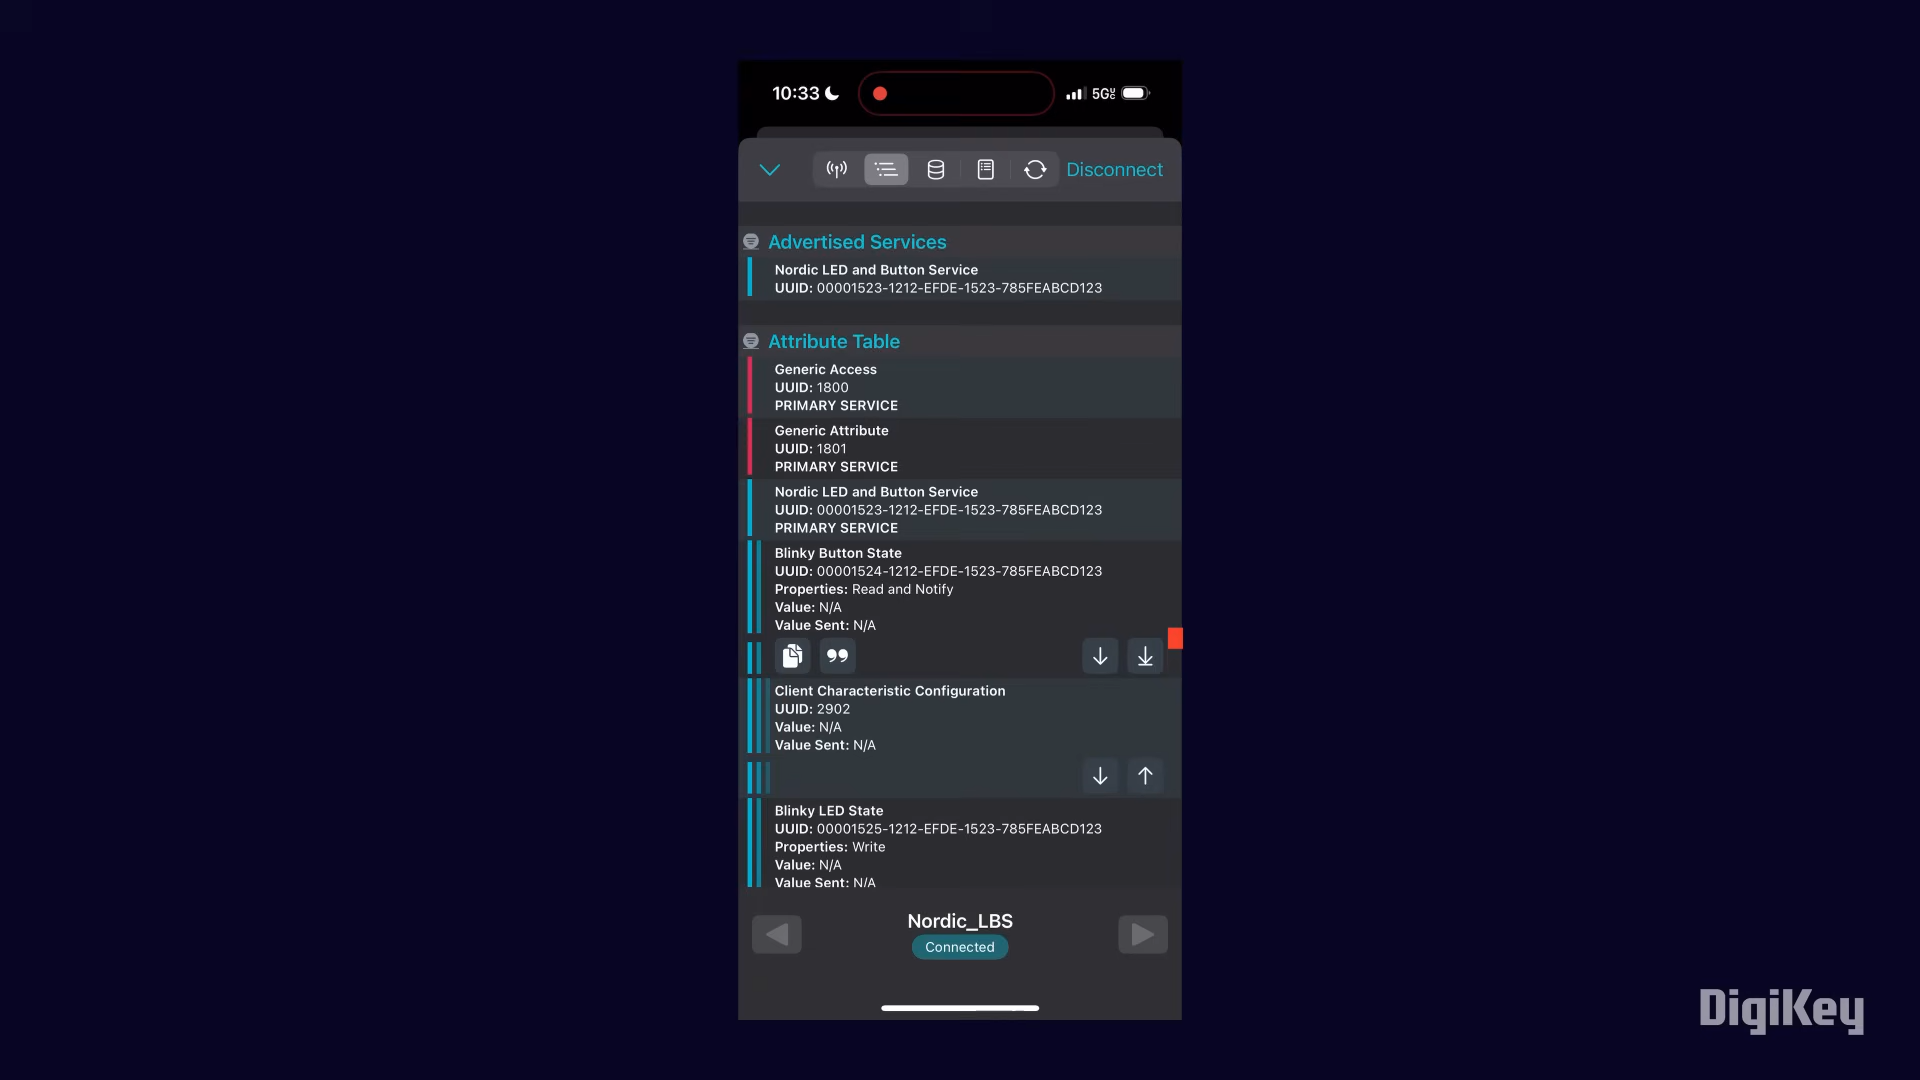 10:33
5G UC
Disconnect
Advertised Services
Nordic LED and Button Service
UUID: 00001523-1212-EFDE-1523-785FEABCD123
Attribute Table
Generic Access
UUID: 1800
PRIMARY SERVICE
Generic Attribute
UUID: 1801
PRIMARY SERVICE
Nordic LED and Button Service
UUID: 00001523-1212-EFDE-1523-785FEABCD123
PRIMARY SERVICE
Blinky Button State
UUID: 00001524-1212-EFDE-1523-785FEABCD123
Properties: Read and Notify
Value: N/A
Value Sent: N/A
Client Characteristic Configuration
UUID: 2902
Value: N/A
Value Sent: N/A
Blinky LED State
UUID: 00001525-1212-EFDE-1523-785FEABCD123
Properties: Write
Value: N/A
Value Sent: N/A
Nordic_LBS
Connected
DigiKey